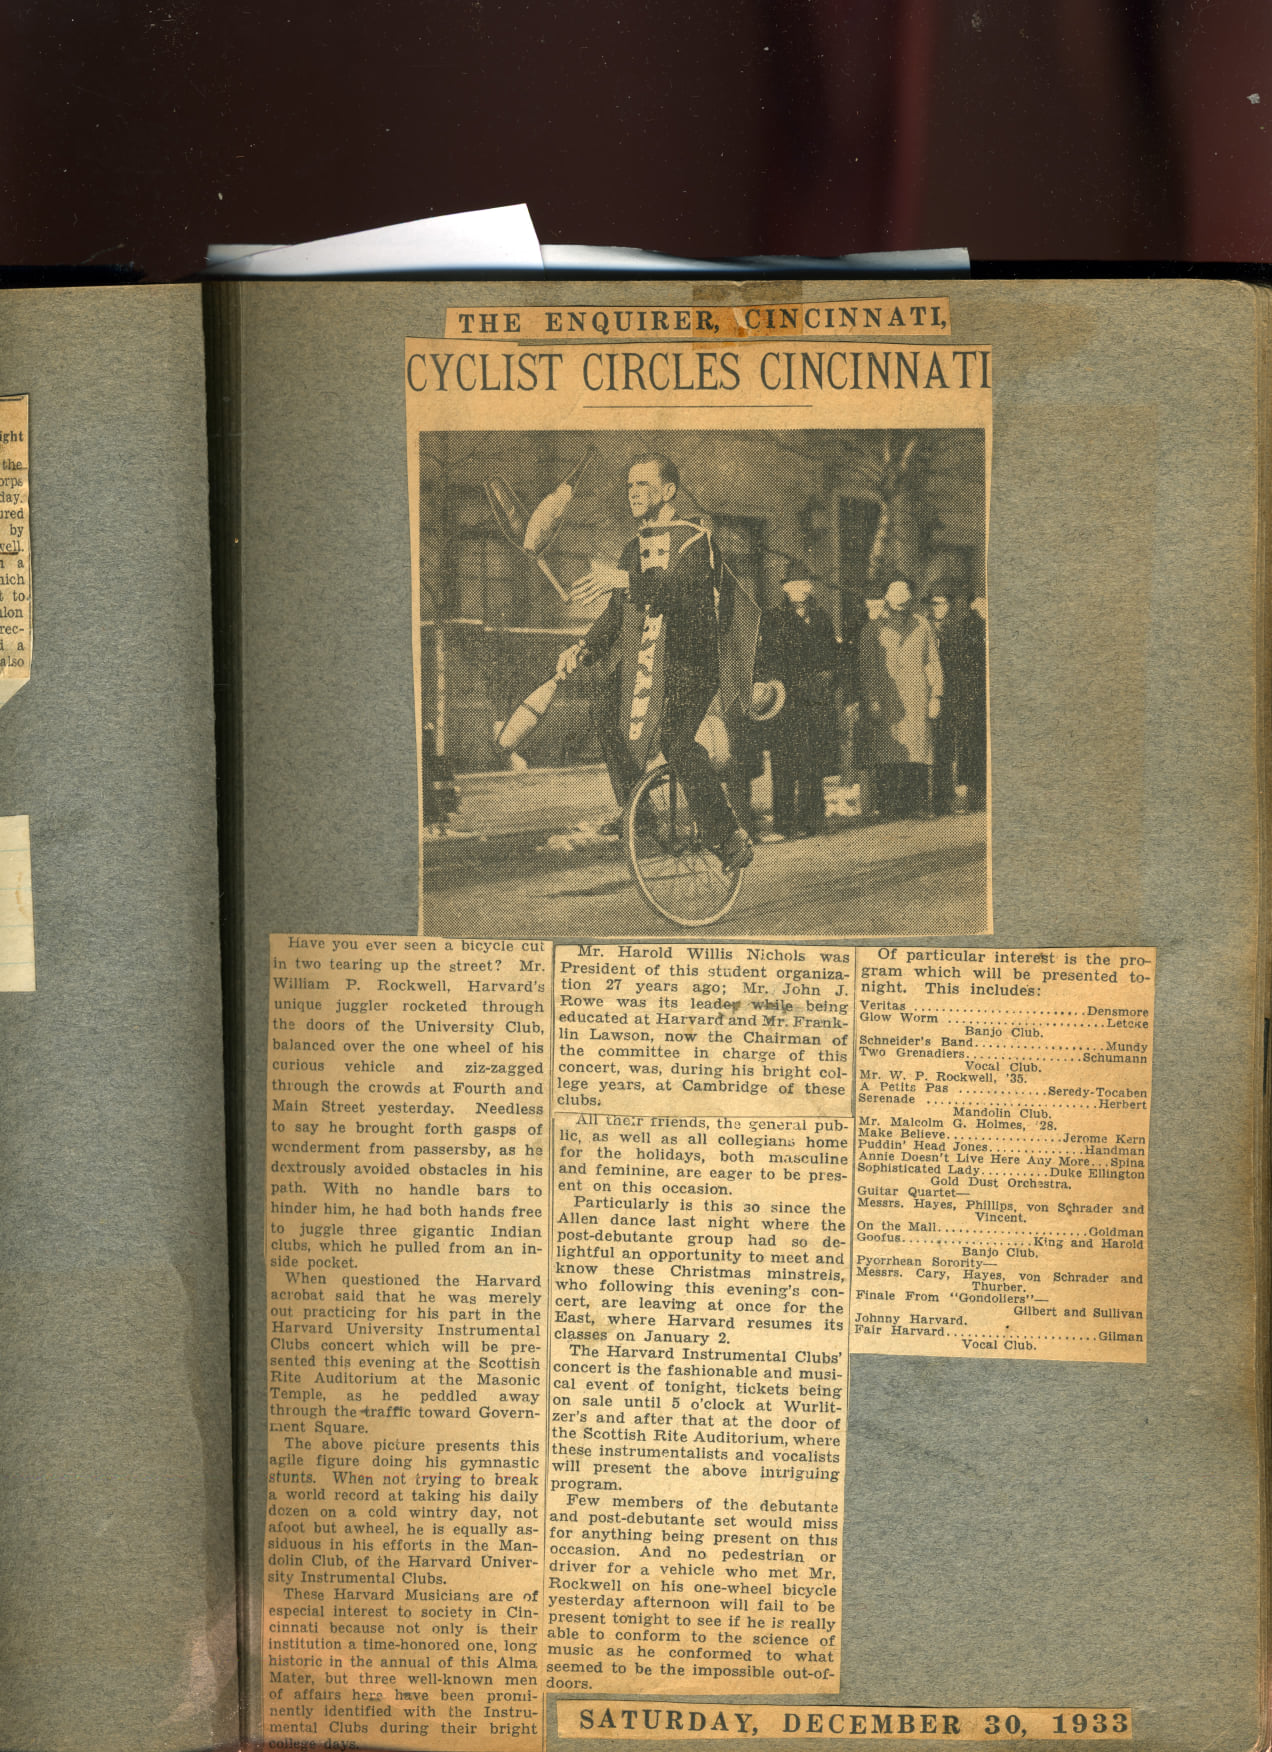 THE ENQUIRER, CINCINNATI,
CYCLIST CIRCLES CINCINNATI
ight
the
orps
day.
ured
by
well.
a
hich
t to
alon
rec-
a
also
Have you ever seen a bicycle cut
in two tearing up the street? Mr.
William P. Rockwell, Harvard's
unique juggler rocketed through
the doors of the University Club,
balanced over the one wheel of his
curious vehicle and ziz-zagged
through the crowds at Fourth and
Main Street yesterday. Needless
to say he brought forth gasps of
wonderment from passersby, as he
dextrously avoided obstacles in his
path. With no handle bars to
hinder him, he had both hands free
to juggle three gigantic Indian
clubs, which he pulled from an in-
side pocket.
When questioned the Harvard
acrobat said that he was merely
out practicing for his part in the
Harvard University Instrumental
Clubs concert which will be pre-
sented this evening at the Scottish
Rite Auditorium at the Masonic
Temple, as he peddled away
through the traffic toward Govern-
ment Square.
The above picture presents this
agile figure doing his gymnastic
stunts. When not trying to break
a world record at taking his daily
dozen on a cold wintry day, not
afoot but awheel, he is equally as-
siduous in his efforts in the Man-
dolin Club, of the Harvard Univer-
sity Instrumental Clubs.
These Harvard Musicians are of
especial interest to society in Cin-
cinnati because not only is their
institution a time-honored one, long
historic in the annual of this Alma
Mater, but three well-known men
of affairs here have been promi-
nently identified with the Instru-
mental Clubs during their bright
college days.
Mr. Harold Willis Nichols was
President of this student organiza-
tion 27 years ago; Mr. John J.
Rowe was its leader while being
educated at Harvard and Mr. Frank-
lin Lawson, now the Chairman of
the committee in charge of this
concert, was, during his bright col-
lege years, at Cambridge of these
clubs.
All their friends, the general pub-
lic, as well as all collegians home
for the holidays, both masculine
and feminine, are eager to be pres-
ent on this occasion.
Particularly is this so since the
Allen dance last night where the
post-debutante group had so de-
lightful an opportunity to meet and
know these Christmas minstrels,
who following this evening's con-
cert, are leaving at once for the
East, where Harvard resumes its
classes on January 2.
The Harvard Instrumental Clubs'
concert is the fashionable and musi-
cal event of tonight, tickets being
on sale until 5 o'clock at Wurlit-
zer's and after that at the door of
the Scottish Rite Auditorium, where
these instrumentalists and vocalists
will present the above intriguing
program.
Few members of the debutante
and post-debutante set would miss
for anything being present on this
occasion. And no pedestrian or
driver for a vehicle who met Mr.
Rockwell on his one-wheel bicycle
yesterday afternoon will fail to be
present tonight to see if he is really
able to conform to the science of
music as he conformed to what
seemed to be the impossible out-of-
doors.
Of particular interest is the pro-
gram which will be presented to-
night. This includes:
Veritas ........................Densmore
Glow Worm ......................Letcke
Banjo Club.
Schneider's Band...................Mundy
Two Grenadiers.................Schumann
Vocal Club.
Mr. W. P. Rockwell, '35.
A Petits Pas ............Seredy-Tocaben
Serenade ........................Herbert
Mandolin Club.
Mr. Malcolm G. Holmes, '28.
Make Believe...............Jerome Kern
Puddin' Head Jones.............Handman
Annie Doesn't Live Here Any More...Spina
Sophisticated Lady..........Duke Ellington
Gold Dust Orchestra.
Guitar Quartet—
Messrs. Hayes, Phillips, von Schrader and
Vincent.
On the Mall.......................Goldman
Goofus...................King and Harold
Banjo Club.
Pyorrhean Sorority—
Messrs. Cary, Hayes, von Schrader and
Thurber.
Finale From "Gondoliers"—
Gilbert and Sullivan
Johnny Harvard.
Fair Harvard.......................Gilman
Vocal Club.
SATURDAY, DECEMBER 30, 1933